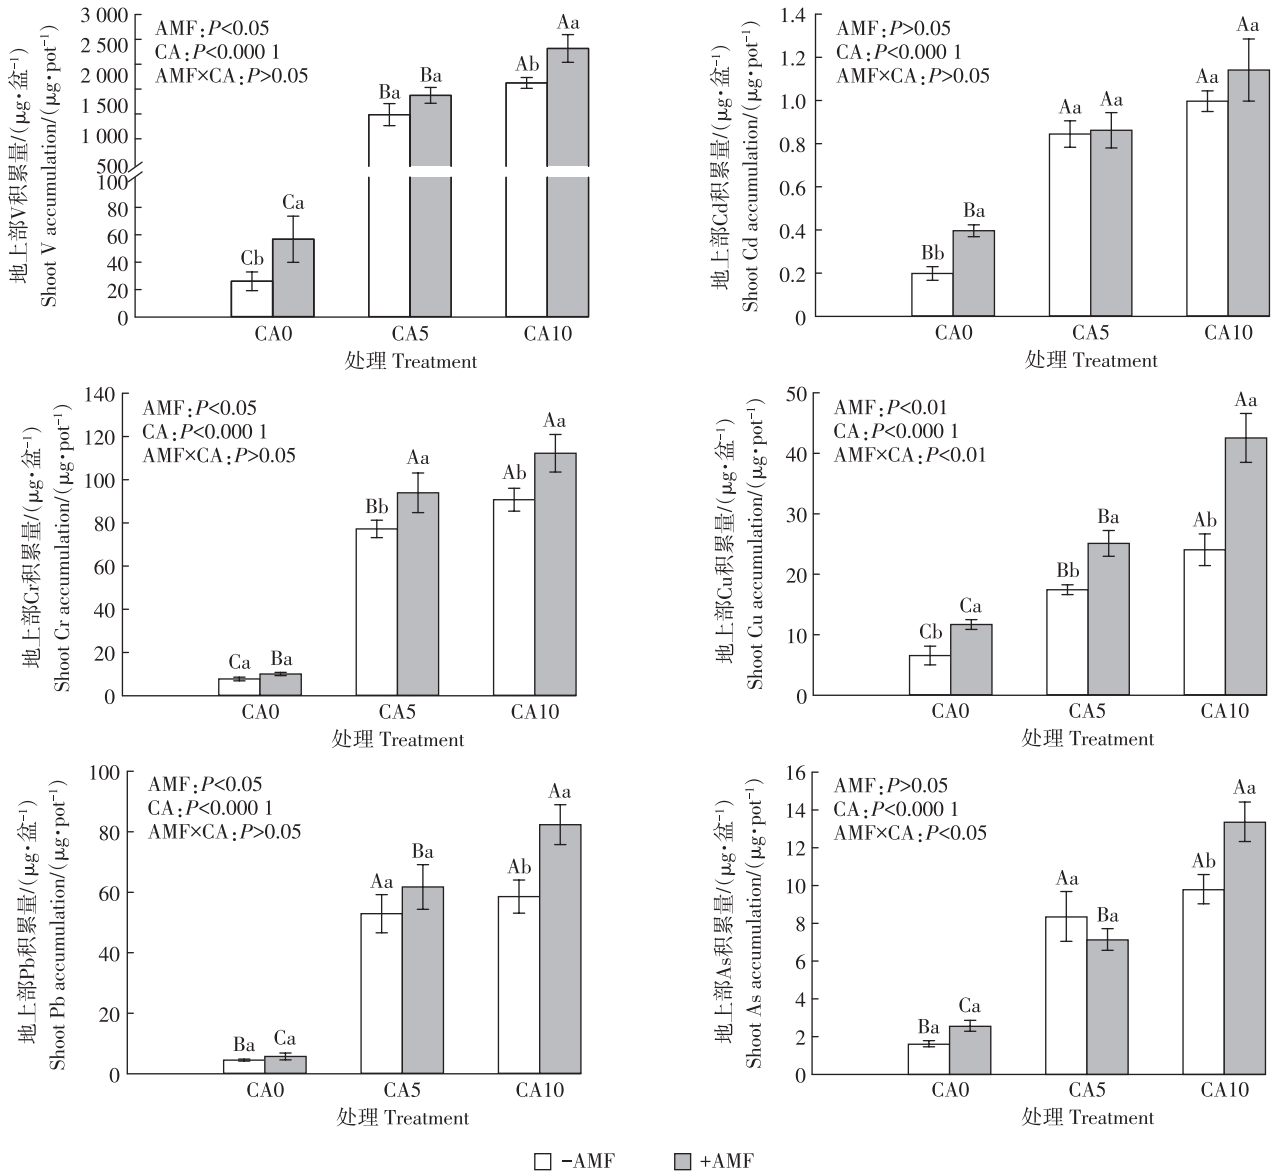 地上部V积累量/(μg·盆⁻¹)
Shoot V accumulation/(μg·pot⁻¹)
3 000
2 500
2 000
1 500
1 000
500
100
80
60
40
20
0
AMF:P<0.05
CA:P<0.000 1
AMF×CA:P>0.05
Cb
Ca
Ba
Ba
Ab
Aa
CA0
CA5
CA10
处理 Treatment
地上部Cd积累量/(μg·盆⁻¹)
Shoot Cd accumulation/(μg·pot⁻¹)
1.4
1.2
1.0
0.8
0.6
0.4
0.2
0
AMF:P>0.05
CA:P<0.000 1
AMF×CA:P>0.05
Bb
Ba
Aa
Aa
Aa
Aa
CA0
CA5
CA10
处理 Treatment
地上部Cr积累量/(μg·盆⁻¹)
Shoot Cr accumulation/(μg·pot⁻¹)
140
120
100
80
60
40
20
0
AMF:P<0.05
CA:P<0.000 1
AMF×CA:P>0.05
Ca
Ba
Bb
Aa
Ab
Aa
CA0
CA5
CA10
处理 Treatment
地上部Cu积累量/(μg·盆⁻¹)
Shoot Cu accumulation/(μg·pot⁻¹)
50
40
30
20
10
0
AMF:P<0.01
CA:P<0.000 1
AMF×CA:P<0.01
Cb
Ca
Bb
Ba
Ab
Aa
CA0
CA5
CA10
处理 Treatment
地上部Pb积累量/(μg·盆⁻¹)
Shoot Pb accumulation/(μg·pot⁻¹)
100
80
60
40
20
0
AMF:P<0.05
CA:P<0.000 1
AMF×CA:P>0.05
Ba
Ca
Aa
Ba
Ab
Aa
CA0
CA5
CA10
处理 Treatment
地上部As积累量/(μg·盆⁻¹)
Shoot As accumulation/(μg·pot⁻¹)
16
14
12
10
8
6
4
2
0
AMF:P>0.05
CA:P<0.000 1
AMF×CA:P<0.05
Ba
Ca
Aa
Ba
Ab
Aa
CA0
CA5
CA10
处理 Treatment
−AMF
+AMF